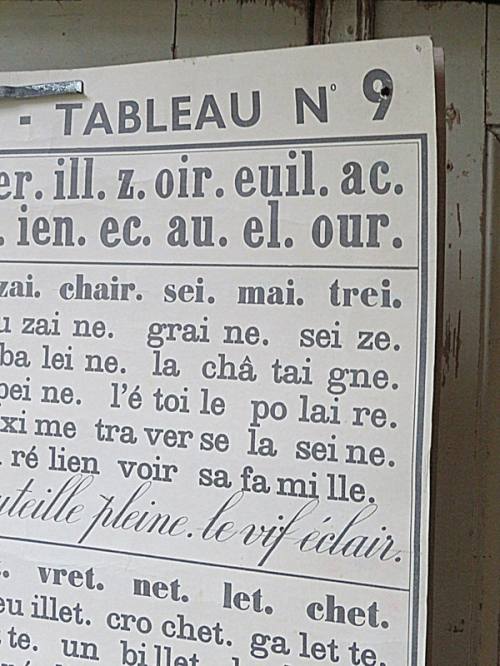 - TABLEAU N° 9
er. ill. z. oir. euil. ac.
. ien. ec. au. el. our.
zai. chair. sei. mai. trei.
u zai ne. grai ne. sei ze.
ba lei ne. la châ tai gne.
pei ne. l'é toi le po lai re.
xi me tra ver se la sei ne.
ré lien voir sa fa mi lle.
uteille pleine. le vif éclair.
vret. net. let. chet.
eu illet. cro chet. ga let te.
te. un billet